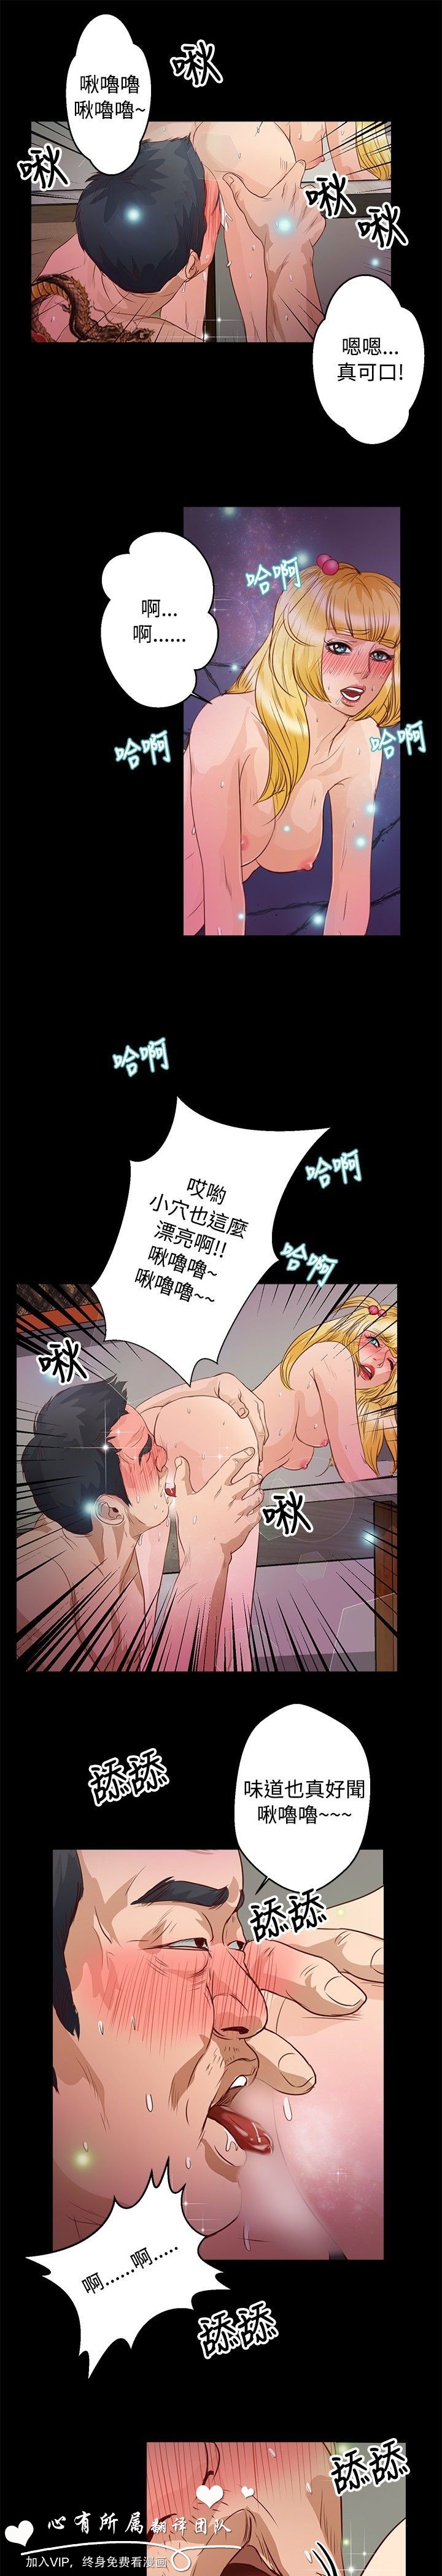 啾
啾嚕嚕
啾嚕嚕~
啾
啾
啾
嗯嗯...
真可口!
哈啊
啊...
啊......
哈啊
哈啊
哈啊
哈啊
哈啊
哎喲
小穴也這麼
漂亮啊!!
啾嚕嚕~
啾嚕嚕~~
啾
啾
舔舔
味道也真好聞
啾嚕嚕~~~
舔舔
啊......啊.....
舔舔
舔舔
心有所属翻译团队
加入VIP，终身免费看漫画